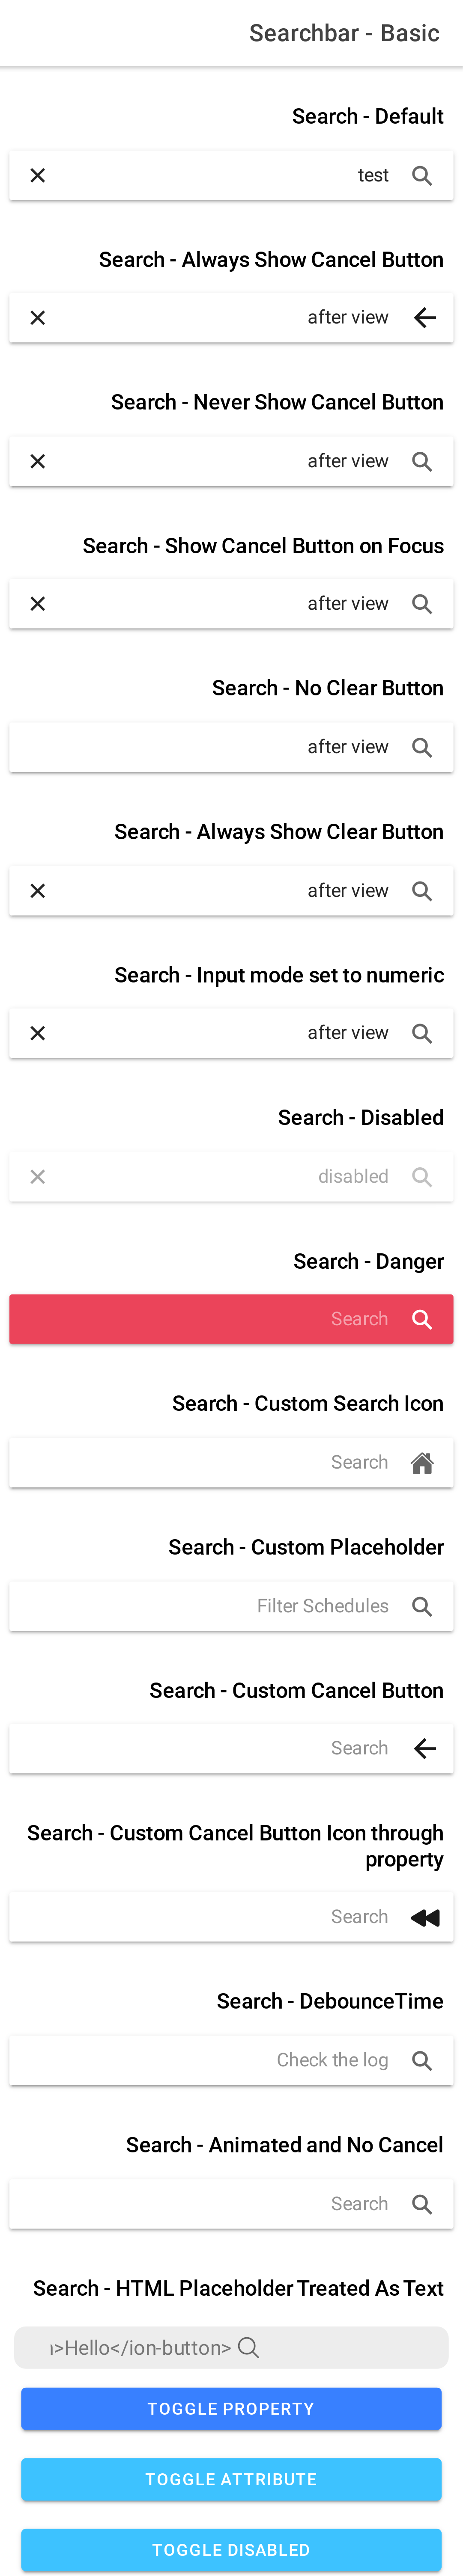 Searchbar - Basic
Search - Default
test
Search - Always Show Cancel Button
after view
Search - Never Show Cancel Button
after view
Search - Show Cancel Button on Focus
after view
Search - No Clear Button
after view
Search - Always Show Clear Button
after view
Search - Input mode set to numeric
after view
Search - Disabled
disabled
Search - Danger
Search
Search - Custom Search Icon
Search
Search - Custom Placeholder
Filter Schedules
Search - Custom Cancel Button
Search
Search - Custom Cancel Button Icon through
property
Search
Search - DebounceTime
Check the log
Search - Animated and No Cancel
Search
Search - HTML Placeholder Treated As Text
>Hello</ion-button>
TOGGLE PROPERTY
TOGGLE ATTRIBUTE
TOGGLE DISABLED